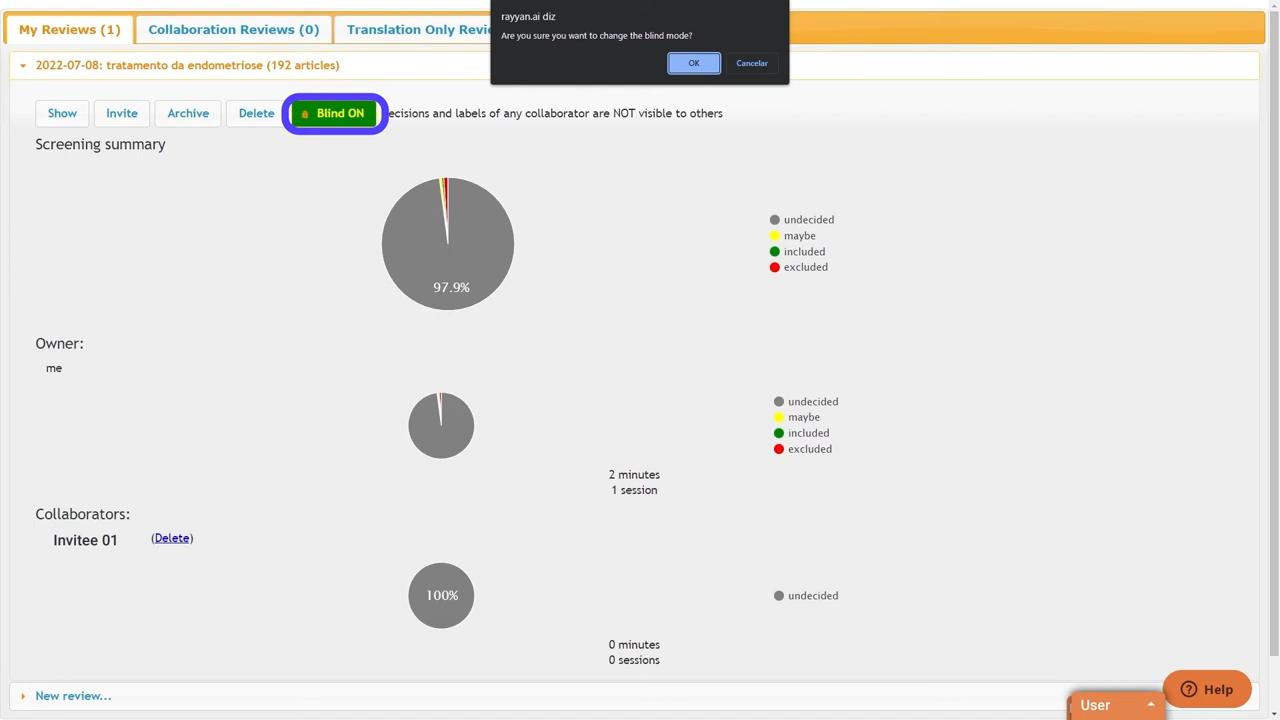 rayyan.ai diz
Are you sure you want to change the blind mode?
OK
Cancelar
My Reviews (1)
Collaboration Reviews (0)
Translation Only
2022-07-08: tratamento da endometriose (192 articles)
Show
Invite
Archive
Delete
Blind ON
ecisions and labels of any collaborator are NOT visible to others
Screening summary
97.9%
undecided
maybe
included
excluded
Owner:
me
undecided
maybe
included
excluded
2 minutes
1 session
Collaborators:
Invitee 01
(Delete)
100%
undecided
0 minutes
0 sessions
New review...
Help
User